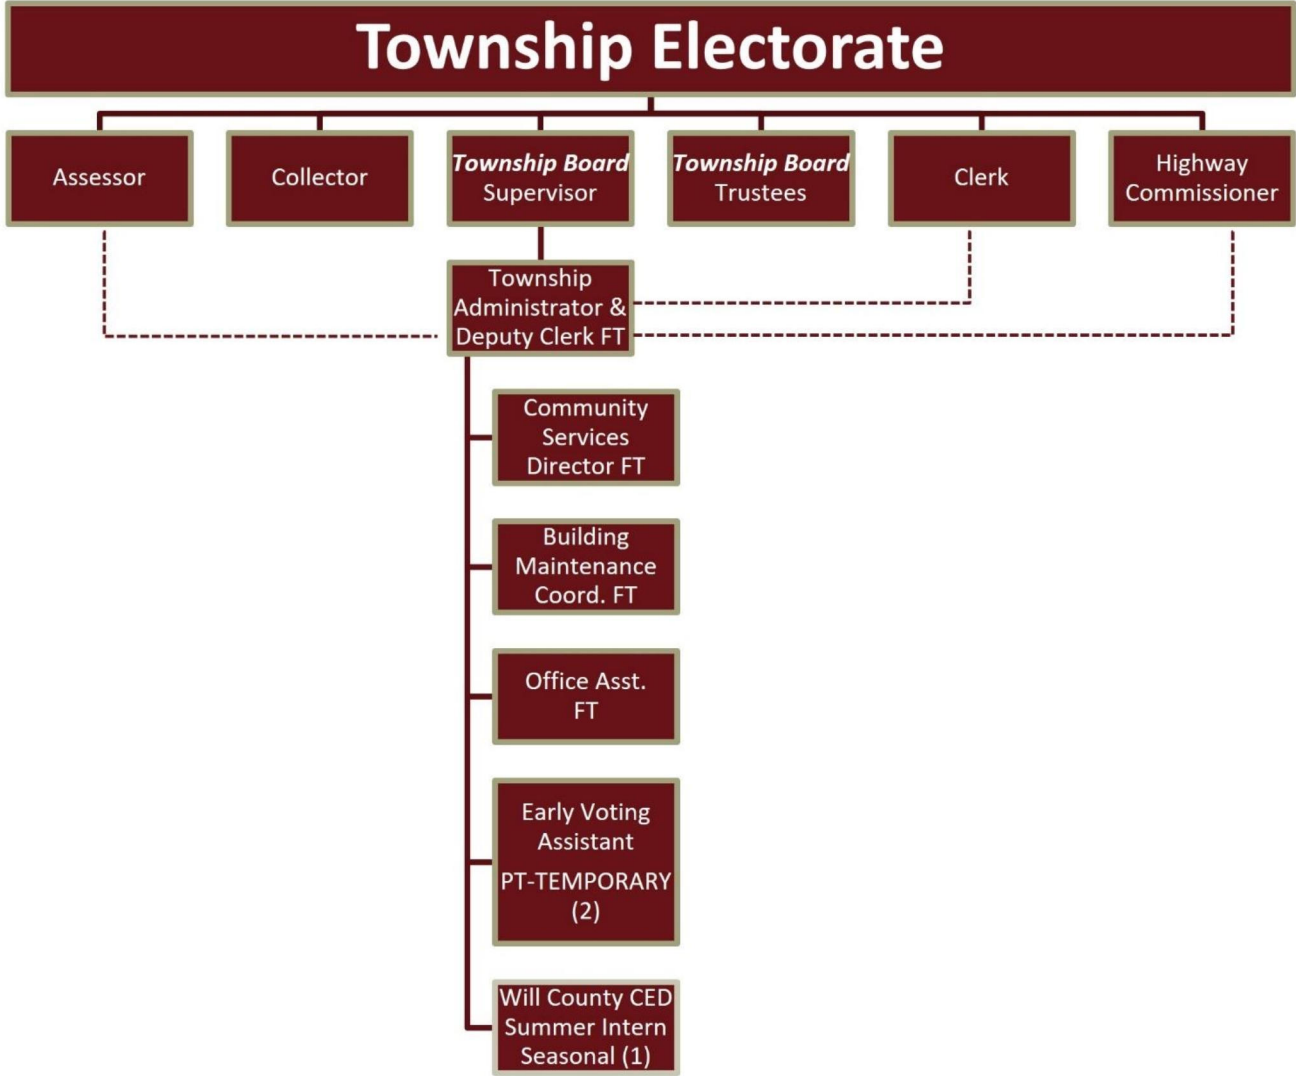 Township Electorate
Assessor
Collector
Township Board
Supervisor
Township Board
Trustees
Clerk
Highway
Commissioner
Township
Administrator &
Deputy Clerk FT
Community
Services
Director FT
Building
Maintenance
Coord. FT
Office Asst.
FT
Early Voting
Assistant
PT-TEMPORARY
(2)
Will County CED
Summer Intern
Seasonal (1)